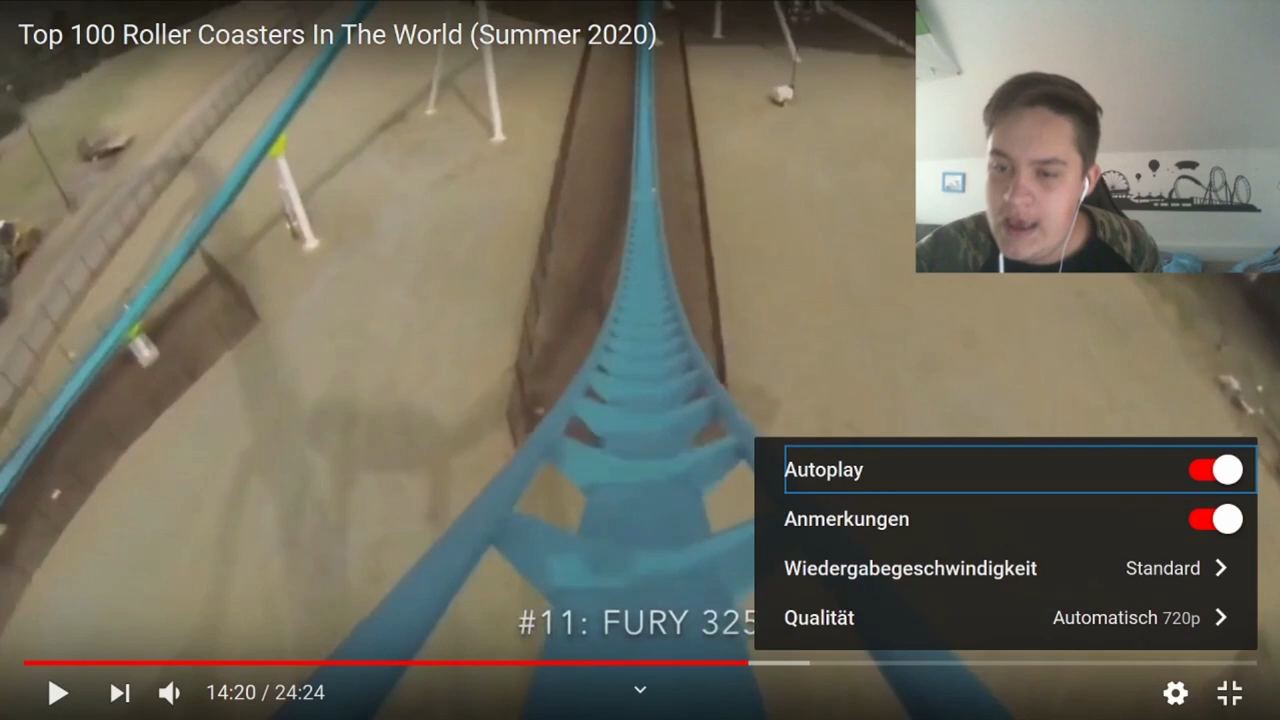 Top 100 Roller Coasters In The World (Summer 2020)
Autoplay
Anmerkungen
Wiedergabegeschwindigkeit Standard
Qualität Automatisch 720p
#11: FURY 325
14:20 / 24:24